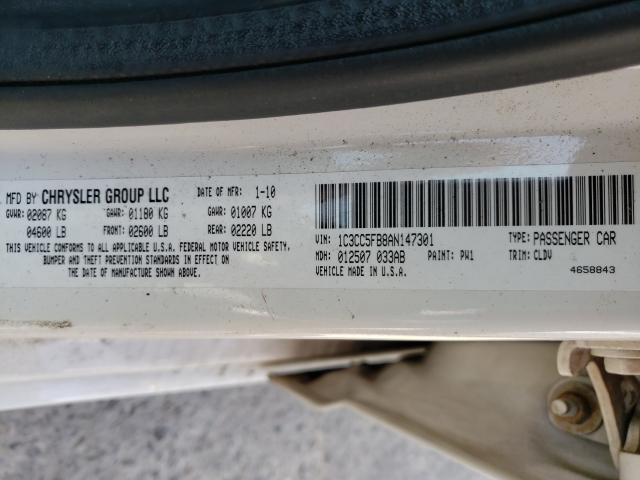 MFD BY CHRYSLER GROUP LLC DATE OF MFR: 1-10
GVWR: 02087 KG GAWR: 01180 KG GAWR: 01007 KG
04600 LB FRONT: 02600 LB REAR: 02220 LB
THIS VEHICLE CONFORMS TO ALL APPLICABLE U.S.A. FEDERAL MOTOR VEHICLE SAFETY,
BUMPER AND THEFT PREVENTION STANDARDS IN EFFECT ON
THE DATE OF MANUFACTURE SHOWN ABOVE.
VIN: 1C3CC5FB8AN147301 TYPE: PASSENGER CAR
MDH: 012507 033AB PAINT: PW1 TRIM: CLDV
VEHICLE MADE IN U.S.A. 4658843